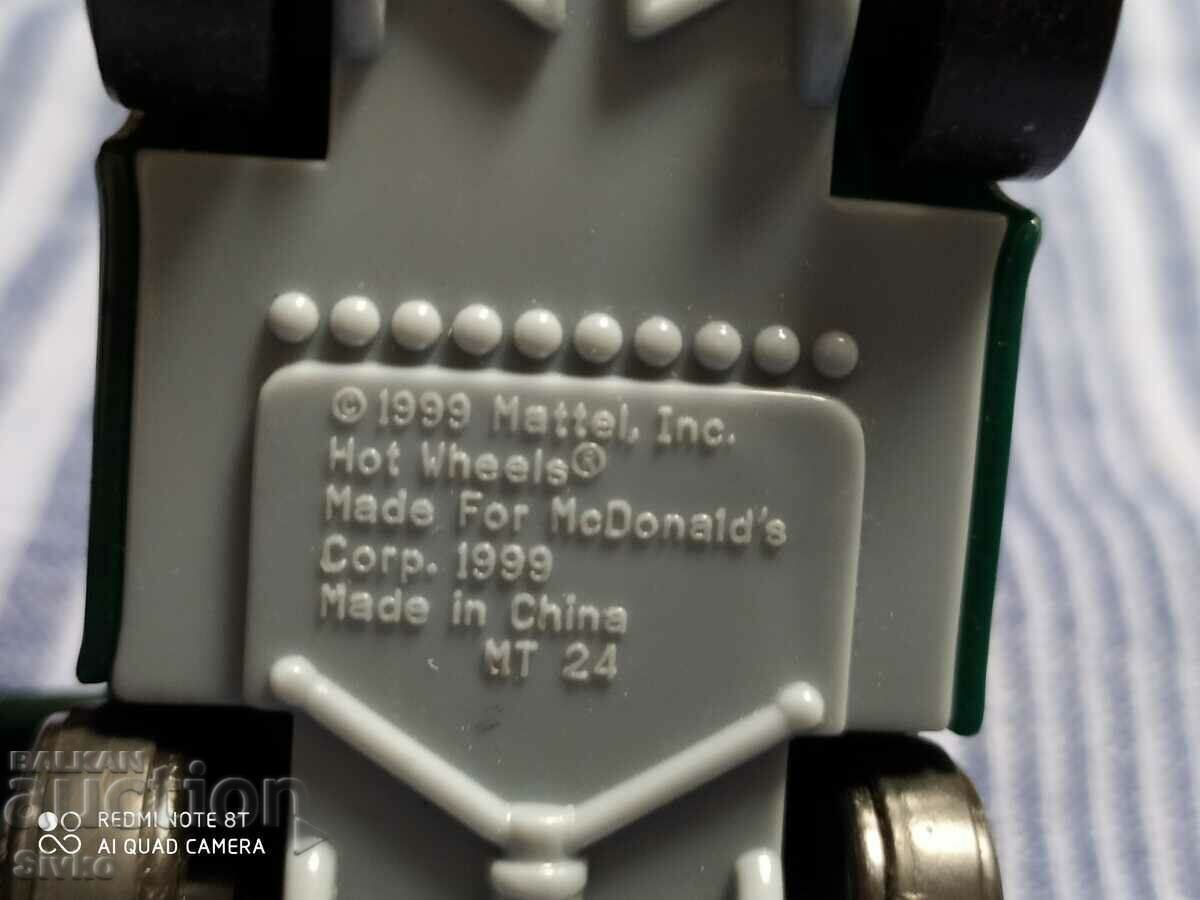 © 1999 Mattel, Inc.
Hot Wheels®
Made For McDonald's
Corp. 1999
Made in China
MT 24
BALKAN
auction
REDMI NOTE 8T
AI QUAD CAMERA
Sivko